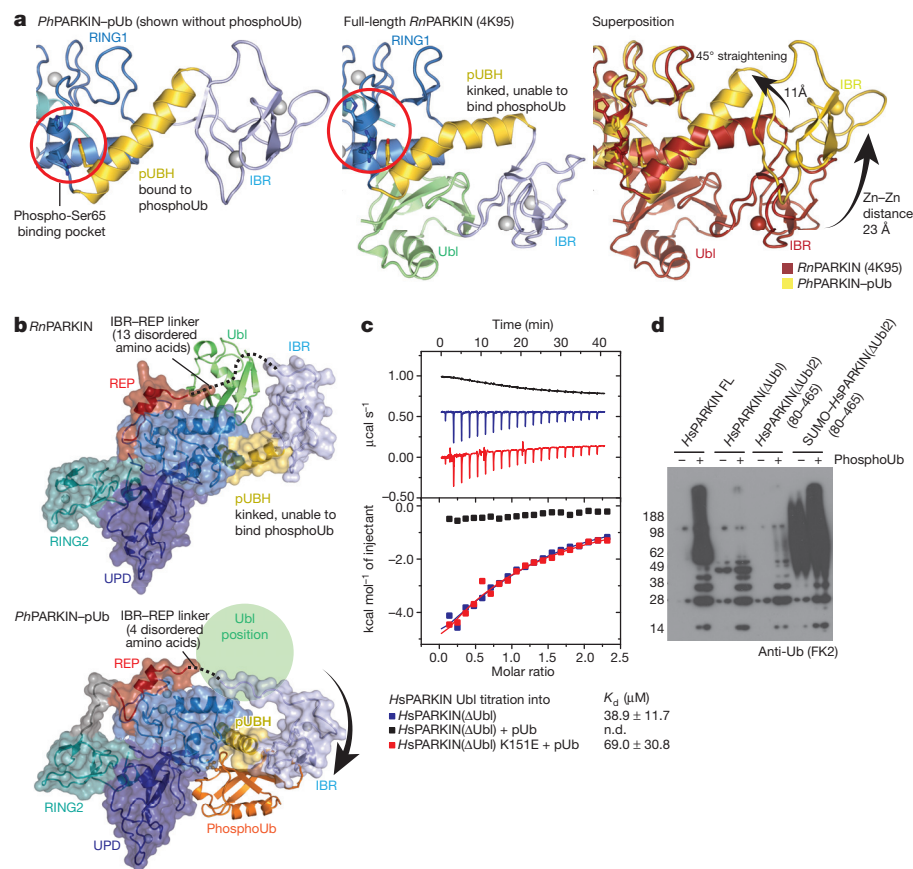 a
PhPARKIN–pUb (shown without phosphoUb)
RING1
pUBH
bound to
phosphoUb
IBR
Phospho-Ser65
binding pocket
Full-length RnPARKIN (4K95)
RING1
pUBH
kinked, unable to
bind phosphoUb
Ubl
IBR
Superposition
45° straightening
11Å
IBR
Zn–Zn
distance
23 Å
Ubl
IBR
RnPARKIN (4K95)
PhPARKIN–pUb
b
RnPARKIN
IBR–REP linker
(13 disordered
amino acids)
Ubl
IBR
REP
pUBH
kinked, unable to
bind phosphoUb
RING2
UPD
PhPARKIN–pUb
IBR–REP linker
(4 disordered
amino acids)
Ubl
position
REP
pUBH
IBR
RING2
PhosphoUb
UPD
c
Time (min)
0 10 20 30 40
1.00
0.50
0.00
−0.50
μcal s⁻¹
0.0
−2.0
−4.0
kcal mol⁻¹ of injectant
0.0 0.5 1.0 1.5 2.0 2.5
Molar ratio
HsPARKIN Ubl titration into Kd (μM)
HsPARKIN(ΔUbl) 38.9 ± 11.7
HsPARKIN(ΔUbl) + pUb n.d.
HsPARKIN(ΔUbl) K151E + pUb 69.0 ± 30.8
d
HsPARKIN FL
HsPARKIN(ΔUbl)
HsPARKIN(ΔUbl2)
(80–465)
SUMO–HsPARKIN(ΔUbl2)
(80–465)
− + − + − + − + PhosphoUb
188
98
62
49
38
28
14
Anti-Ub (FK2)